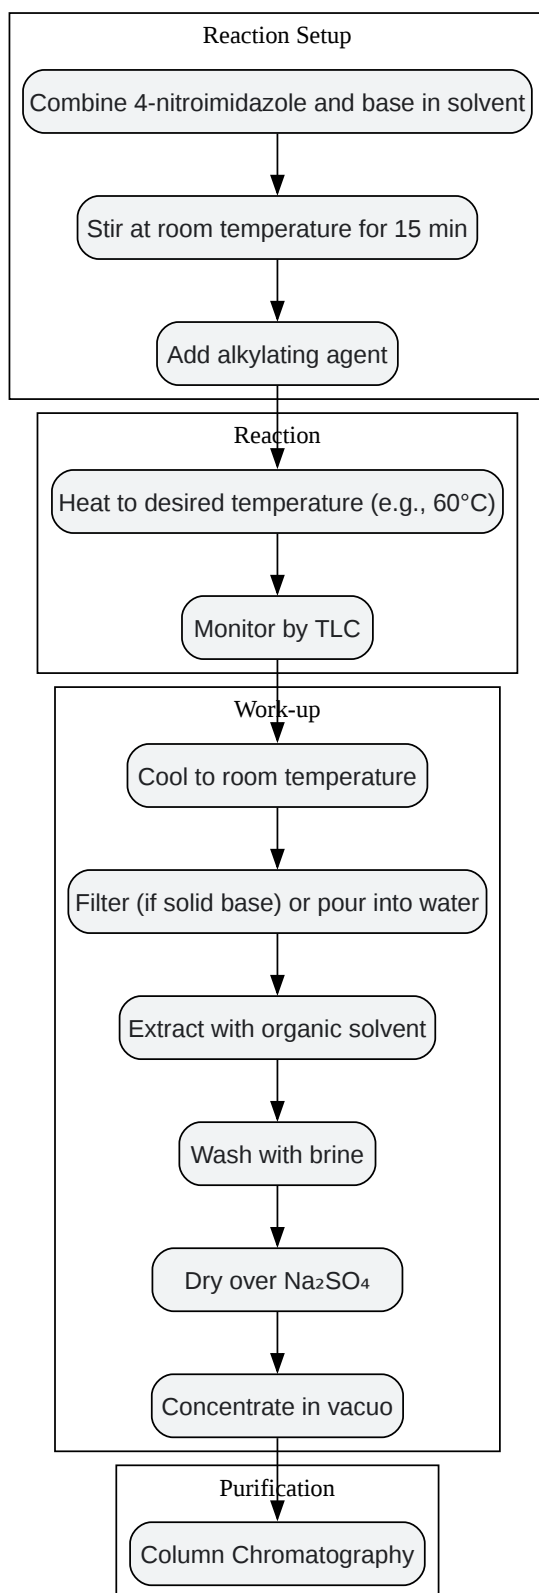 Reaction Setup
Combine 4-nitroimidazole and base in solvent
Stir at room temperature for 15 min
Add alkylating agent
Reaction
Heat to desired temperature (e.g., 60°C)
Monitor by TLC
Work-up
Cool to room temperature
Filter (if solid base) or pour into water
Extract with organic solvent
Wash with brine
Dry over Na₂SO₄
Concentrate in vacuo
Purification
Column Chromatography